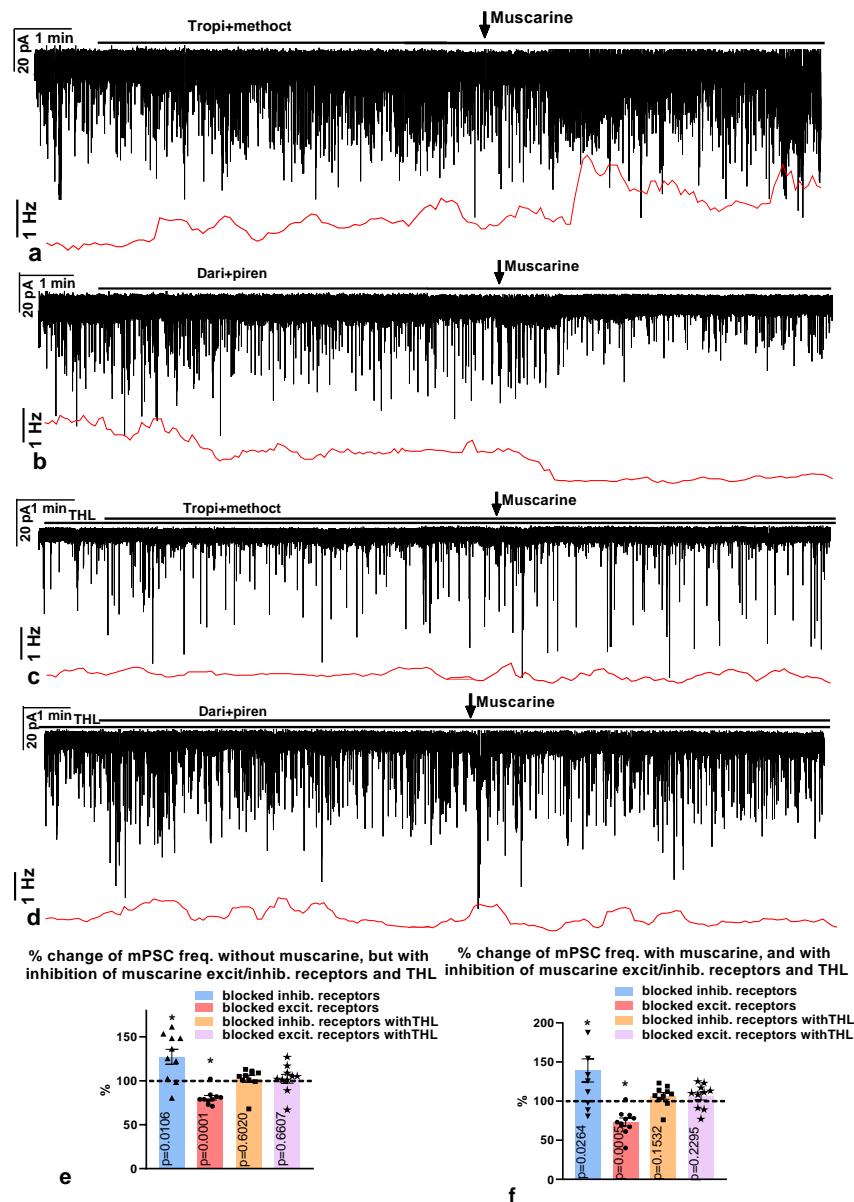 Tropi+methoct
Muscarine
1 min
20 pA
1 Hz
a
Dari+piren
Muscarine
1 min
20 pA
1 Hz
b
Tropi+methoct
Muscarine
1 min THL
20 pA
1 Hz
c
Dari+piren
Muscarine
1 min THL
20 pA
1 Hz
d
% change of mPSC freq. without muscarine, but with
inhibition of muscarine excit/inhib. receptors and THL
blocked inhib. receptors
blocked excit. receptors
blocked inhib. receptors withTHL
blocked excit. receptors withTHL
%
150
100
50
0
*
*
p=0.0106
p=0.0001
p=0.6020
p=0.6607
e
% change of mPSC freq. with muscarine, and with
inhibition of muscarine excit/inhib. receptors and THL
blocked inhib. receptors
blocked excit. receptors
blocked inhib. receptors withTHL
blocked excit. receptors withTHL
%
200
150
100
50
0
*
*
p=0.0264
p=0.0005
p=0.1532
p=0.2295
f